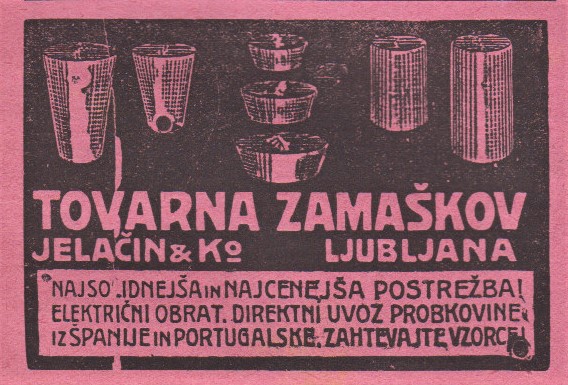 TOVARNA ZAMAŠKOV
JELAČIN & Ko LJUBLJANA
NAJSOLIDNEJŠA IN NAJCENEJŠA POSTREŽBA!
ELEKTRIČNI OBRAT. DIREKTNI UVOZ PROBKOVINE
IZ ŠPANIJE IN PORTUGALSKE. ZAHTEVAJTE VZORCE!